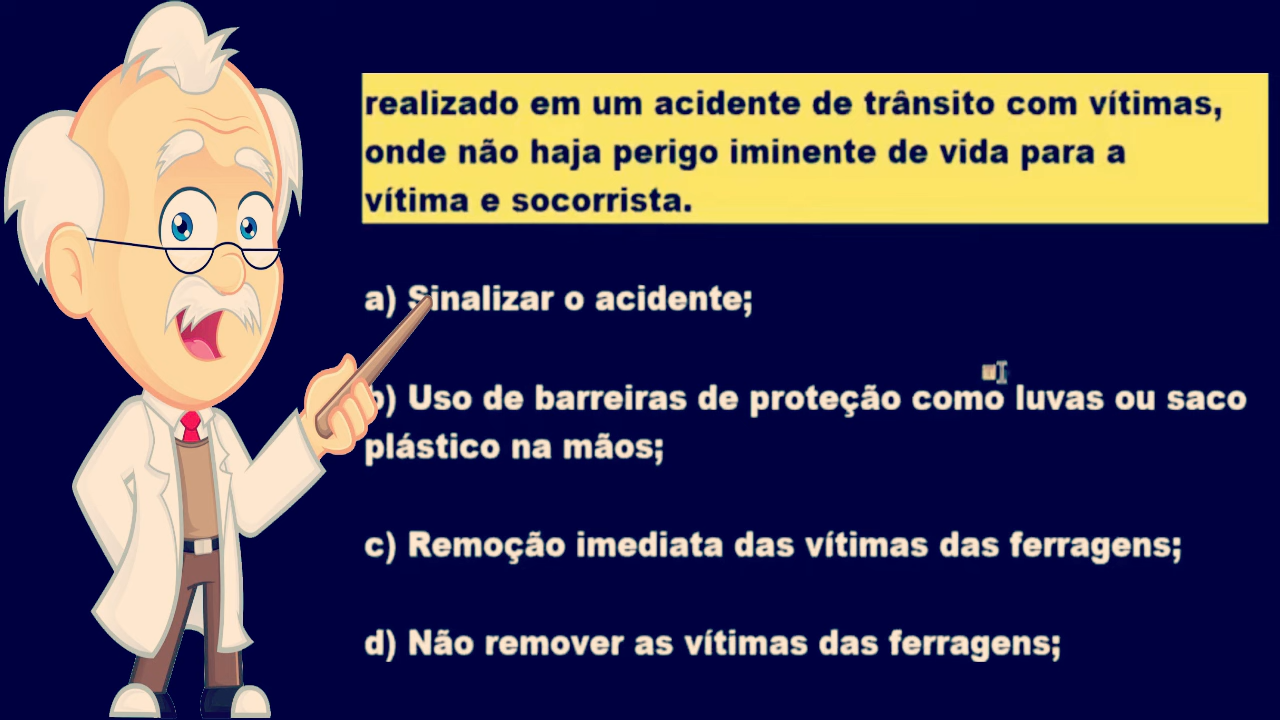 realizado em um acidente de trânsito com vítimas,
onde não haja perigo iminente de vida para a
vítima e socorrista.
a) Sinalizar o acidente;
b) Uso de barreiras de proteção como luvas ou saco
plástico na mãos;
c) Remoção imediata das vítimas das ferragens;
d) Não remover as vítimas das ferragens;